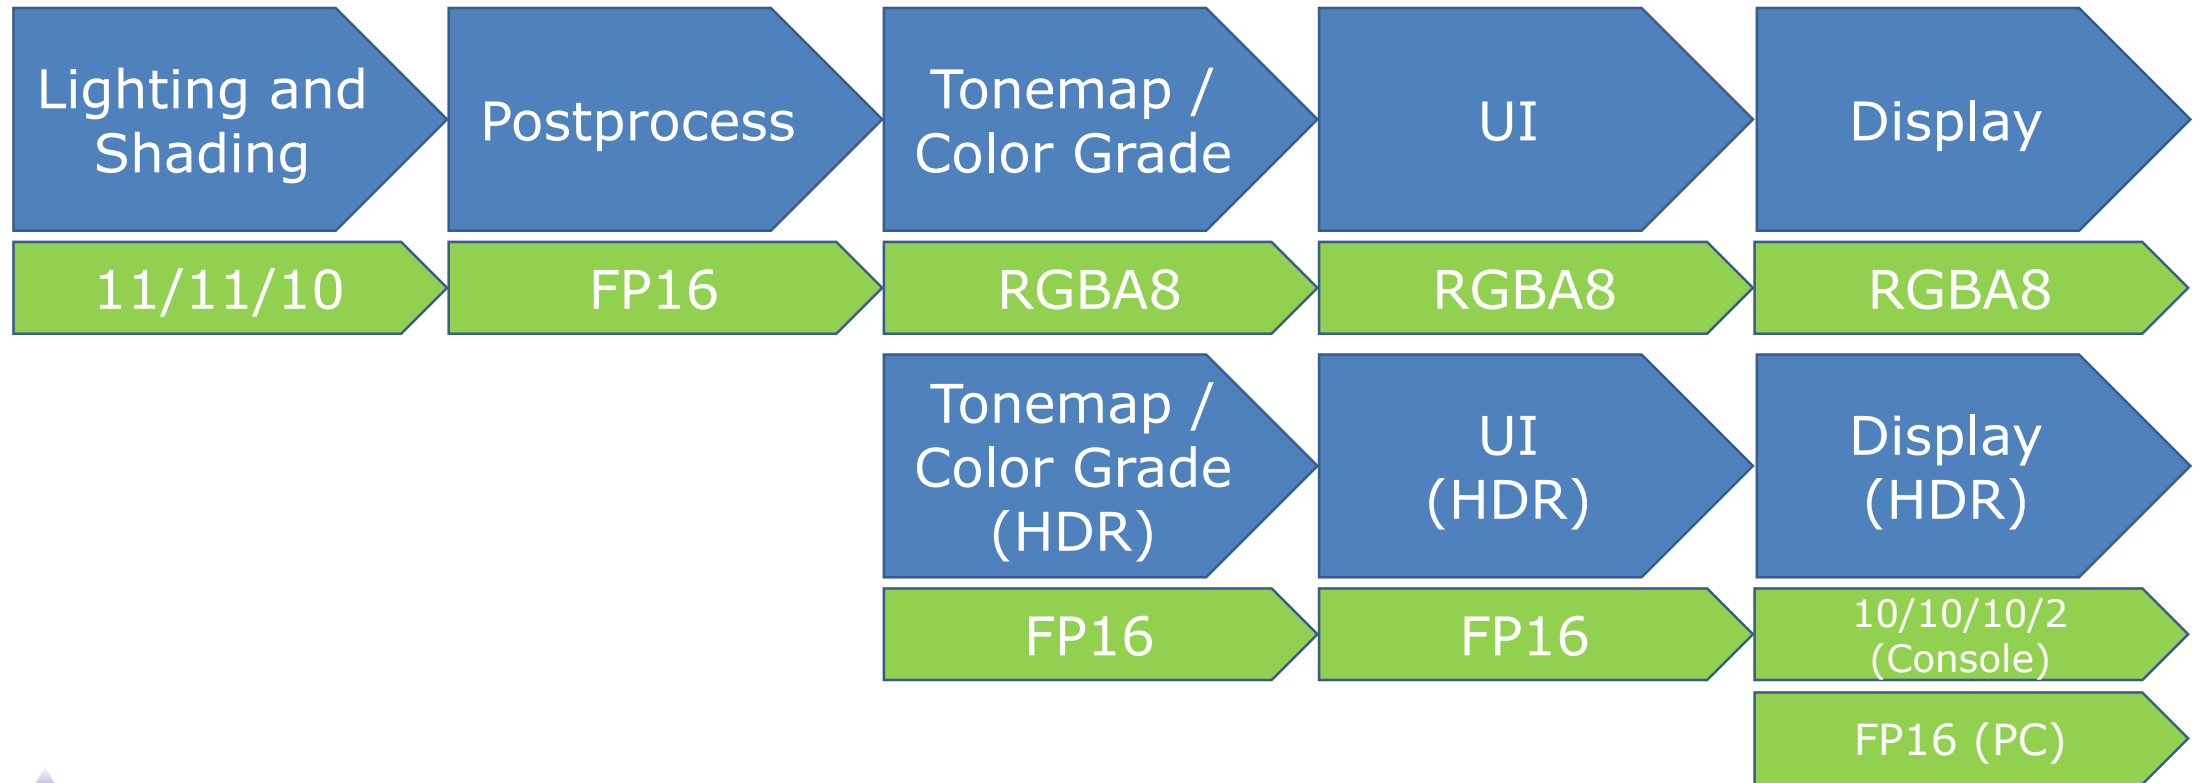 Lighting and
Shading
Postprocess
Tonemap /
Color Grade
UI
Display
11/11/10
FP16
RGBA8
RGBA8
RGBA8
Tonemap /
Color Grade
(HDR)
UI
(HDR)
Display
(HDR)
FP16
FP16
10/10/10/2
(Console)
FP16 (PC)